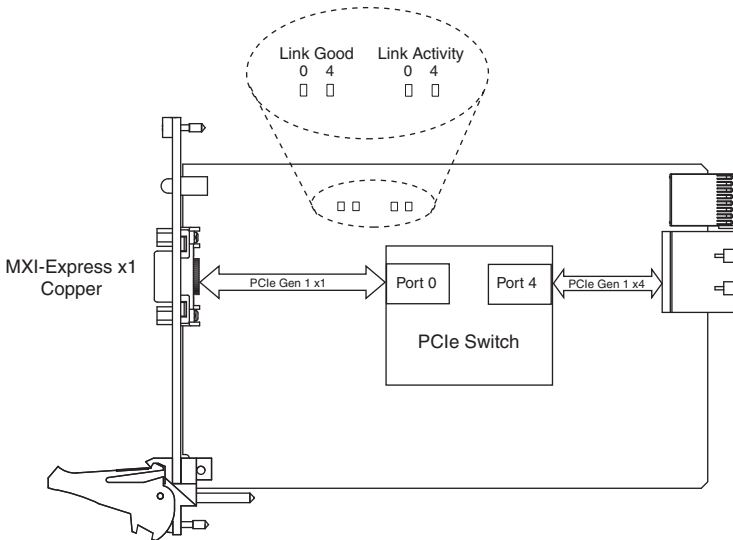 Link Good Link Activity
0 4 0 4
MXI-Express x1
Copper
PCIe Gen 1 x1
Port 0
Port 4
PCIe Gen 1 x4
PCIe Switch